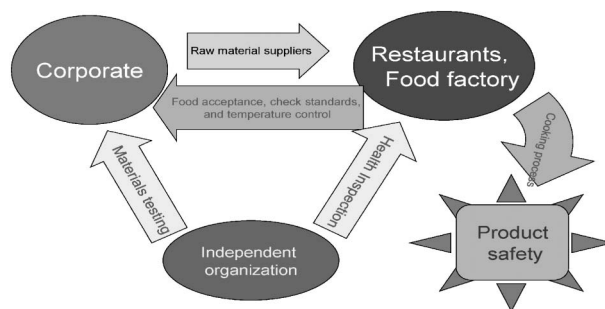 Corporate
Raw material suppliers
Restaurants,
Food factory
Food acceptance, check standards,
and temperature control
Cooking process
Materials testing
Health Inspection
Independent
organization
Product
safety